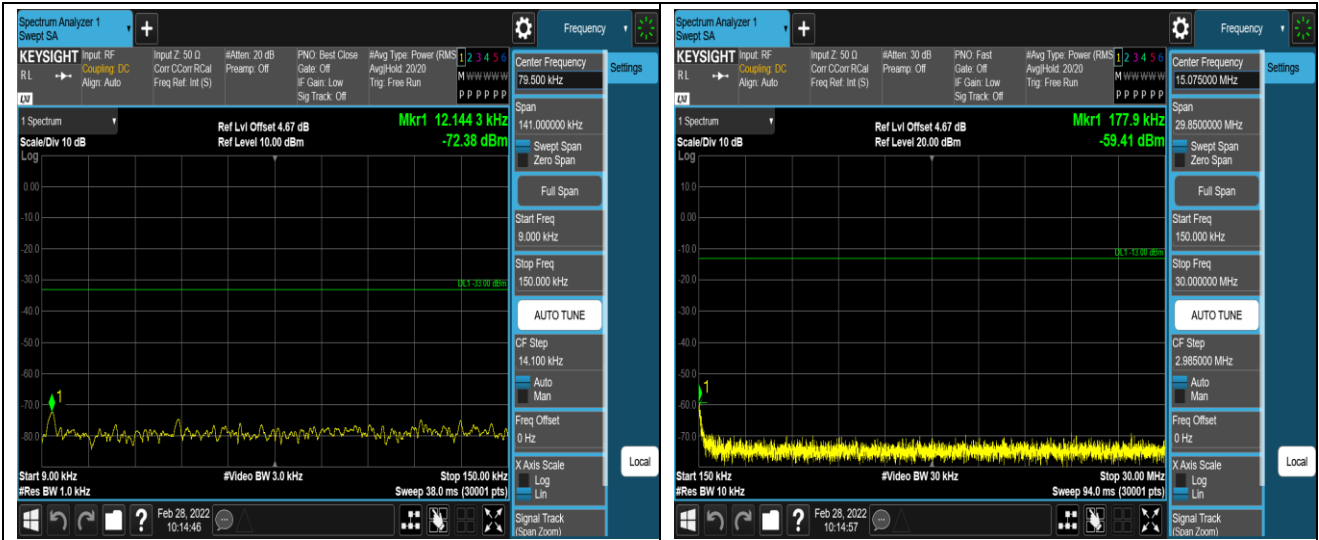 Spectrum Analyzer 1
Swept SA
+
Frequency
KEYSIGHT
RL
LXI
Input: RF
Coupling: DC
Align: Auto
Input Z: 50 Ω
Corr CCorr RCal
Freq Ref: Int (S)
#Atten: 20 dB
Preamp: Off
PNO: Best Close
Gate: Off
IF Gain: Low
Sig Track: Off
#Avg Type: Power (RMS
Avg|Hold: 20/20
Trig: Free Run
1 2 3 4 5 6
M W W W W W
P P P P P P
1 Spectrum
Scale/Div 10 dB
Log
Ref Lvl Offset 4.67 dB
Ref Level 10.00 dBm
Mkr1 12.144 3 kHz
-72.38 dBm
0.00
-10.0
-20.0
-30.0
-40.0
-50.0
-60.0
-70.0
-80.0
DL1 -33.00 dBm
1
Start 9.00 kHz
#Res BW 1.0 kHz
#Video BW 3.0 kHz
Stop 150.00 kHz
Sweep 38.0 ms (30001 pts)
?
Feb 28, 2022
10:14:46
Center Frequency
79.500 kHz
Settings
Span
141.000000 kHz
Swept Span
Zero Span
Full Span
Start Freq
9.000 kHz
Stop Freq
150.000 kHz
AUTO TUNE
CF Step
14.100 kHz
Auto
Man
Freq Offset
0 Hz
X Axis Scale
Log
Lin
Local
Signal Track
(Span Zoom)
Spectrum Analyzer 1
Swept SA
+
Frequency
KEYSIGHT
RL
LXI
Input: RF
Coupling: DC
Align: Auto
Input Z: 50 Ω
Corr CCorr RCal
Freq Ref: Int (S)
#Atten: 30 dB
Preamp: Off
PNO: Fast
Gate: Off
IF Gain: Low
Sig Track: Off
#Avg Type: Power (RMS
Avg|Hold: 20/20
Trig: Free Run
1 2 3 4 5 6
M W W W W W
P P P P P P
1 Spectrum
Scale/Div 10 dB
Log
Ref Lvl Offset 4.67 dB
Ref Level 20.00 dBm
Mkr1 177.9 kHz
-59.41 dBm
10.0
0.00
-10.0
-20.0
-30.0
-40.0
-50.0
-60.0
-70.0
DL1 -13.00 dBm
1
Start 150 kHz
#Res BW 10 kHz
#Video BW 30 kHz
Stop 30.00 MHz
Sweep 94.0 ms (30001 pts)
?
Feb 28, 2022
10:14:57
Center Frequency
15.075000 MHz
Settings
Span
29.8500000 MHz
Swept Span
Zero Span
Full Span
Start Freq
150.000 kHz
Stop Freq
30.000000 MHz
AUTO TUNE
CF Step
2.985000 MHz
Auto
Man
Freq Offset
0 Hz
X Axis Scale
Log
Lin
Local
Signal Track
(Span Zoom)